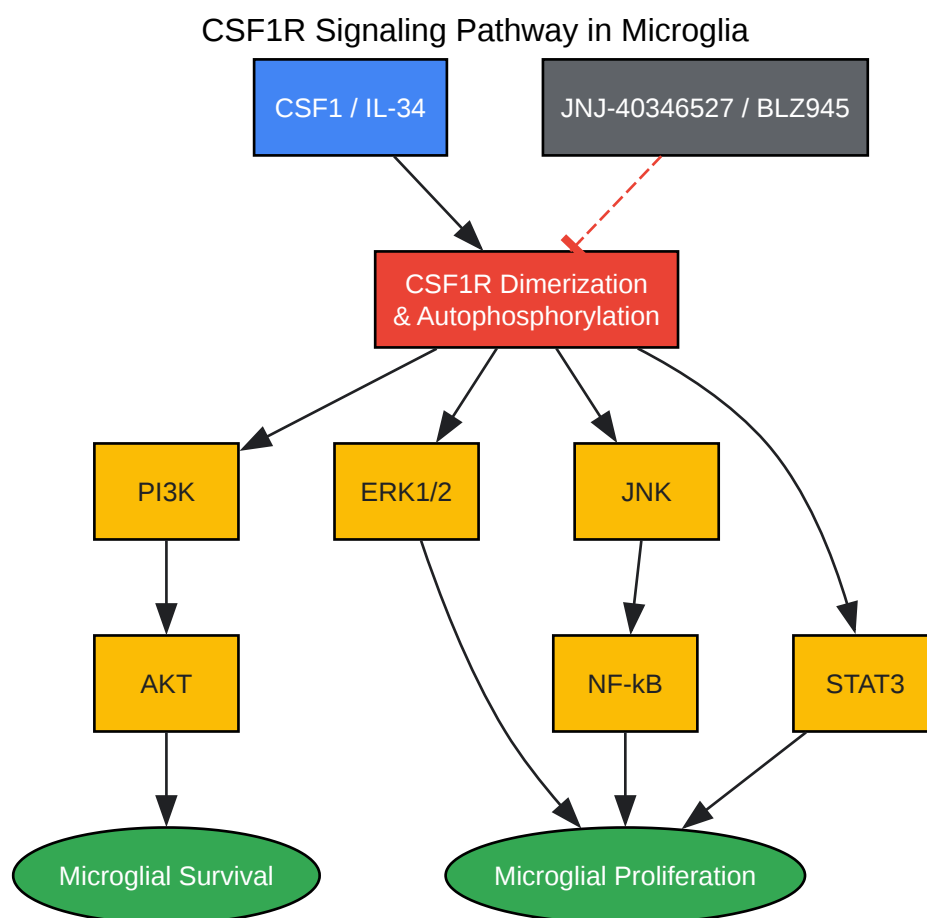 CSF1R Signaling Pathway in Microglia
CSF1 / IL-34
JNJ-40346527 / BLZ945
CSF1R Dimerization
& Autophosphorylation
PI3K
ERK1/2
JNK
AKT
NF-kB
STAT3
Microglial Survival
Microglial Proliferation